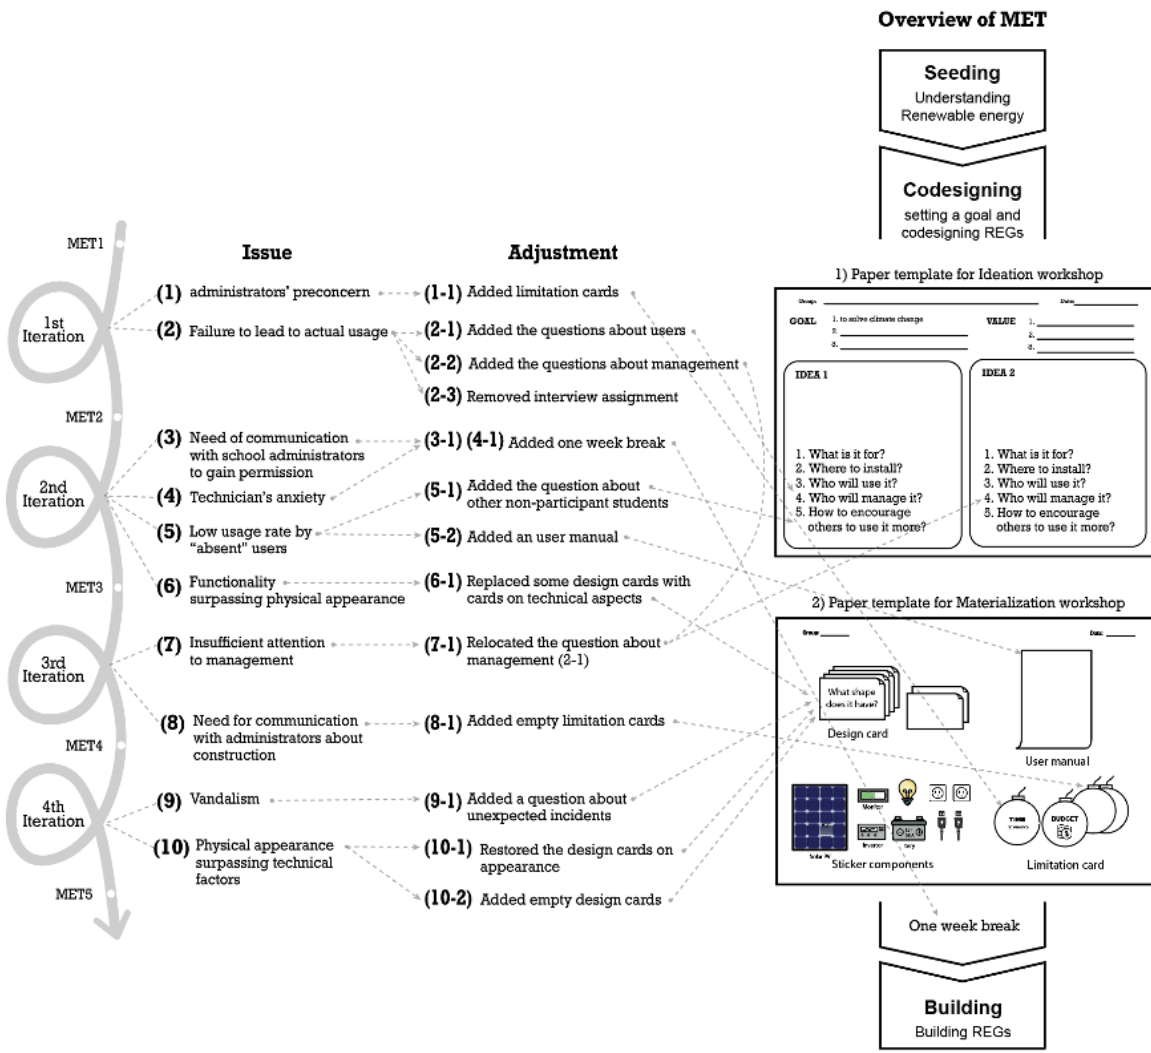 Overview of MET
Seeding
Understanding
Renewable energy
Codesigning
setting a goal and
codesigning REGs
MET1
1st
Iteration
MET2
2nd
Iteration
MET3
3rd
Iteration
MET4
4th
Iteration
MET5
Issue
(1) administrators' preconcern
(2) Failure to lead to actual usage
(3) Need of communication
with school administrators
to gain permission
(4) Technician's anxiety
(5) Low usage rate by
"absent" users
(6) Functionality
surpassing physical appearance
(7) Insufficient attention
to management
(8) Need for communication
with administrators about
construction
(9) Vandalism
(10) Physical appearance
surpassing technical
factors
Adjustment
(1-1) Added limitation cards
(2-1) Added the questions about users
(2-2) Added the questions about management
(2-3) Removed interview assignment
(3-1) (4-1) Added one week break
(5-1) Added the question about
other non-participant students
(5-2) Added an user manual
(6-1) Replaced some design cards with
cards on technical aspects
(7-1) Relocated the question about
management (2-1)
(8-1) Added empty limitation cards
(9-1) Added a question about
unexpected incidents
(10-1) Restored the design cards on
appearance
(10-2) Added empty design cards
1) Paper template for Ideation workshop
Group: Date:
GOAL 1. to solve climate change
2.
3.
VALUE 1.
2.
3.
IDEA 1
1. What is it for?
2. Where to install?
3. Who will use it?
4. Who will manage it?
5. How to encourage
others to use it more?
IDEA 2
1. What is it for?
2. Where to install?
3. Who will use it?
4. Who will manage it?
5. How to encourage
others to use it more?
2) Paper template for Materialization workshop
Group: Date:
What shape
does it have?
Design card
User manual
Monitor
Solar PV
Sticker components
TIME
BUDGET
Limitation card
One week break
Building
Building REGs